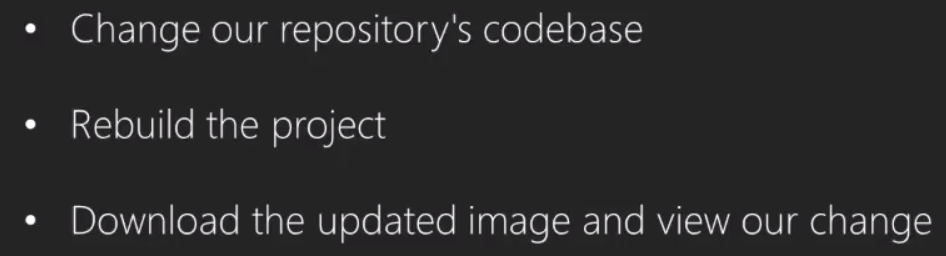 • Change our repository's codebase
• Rebuild the project
• Download the updated image and view our change